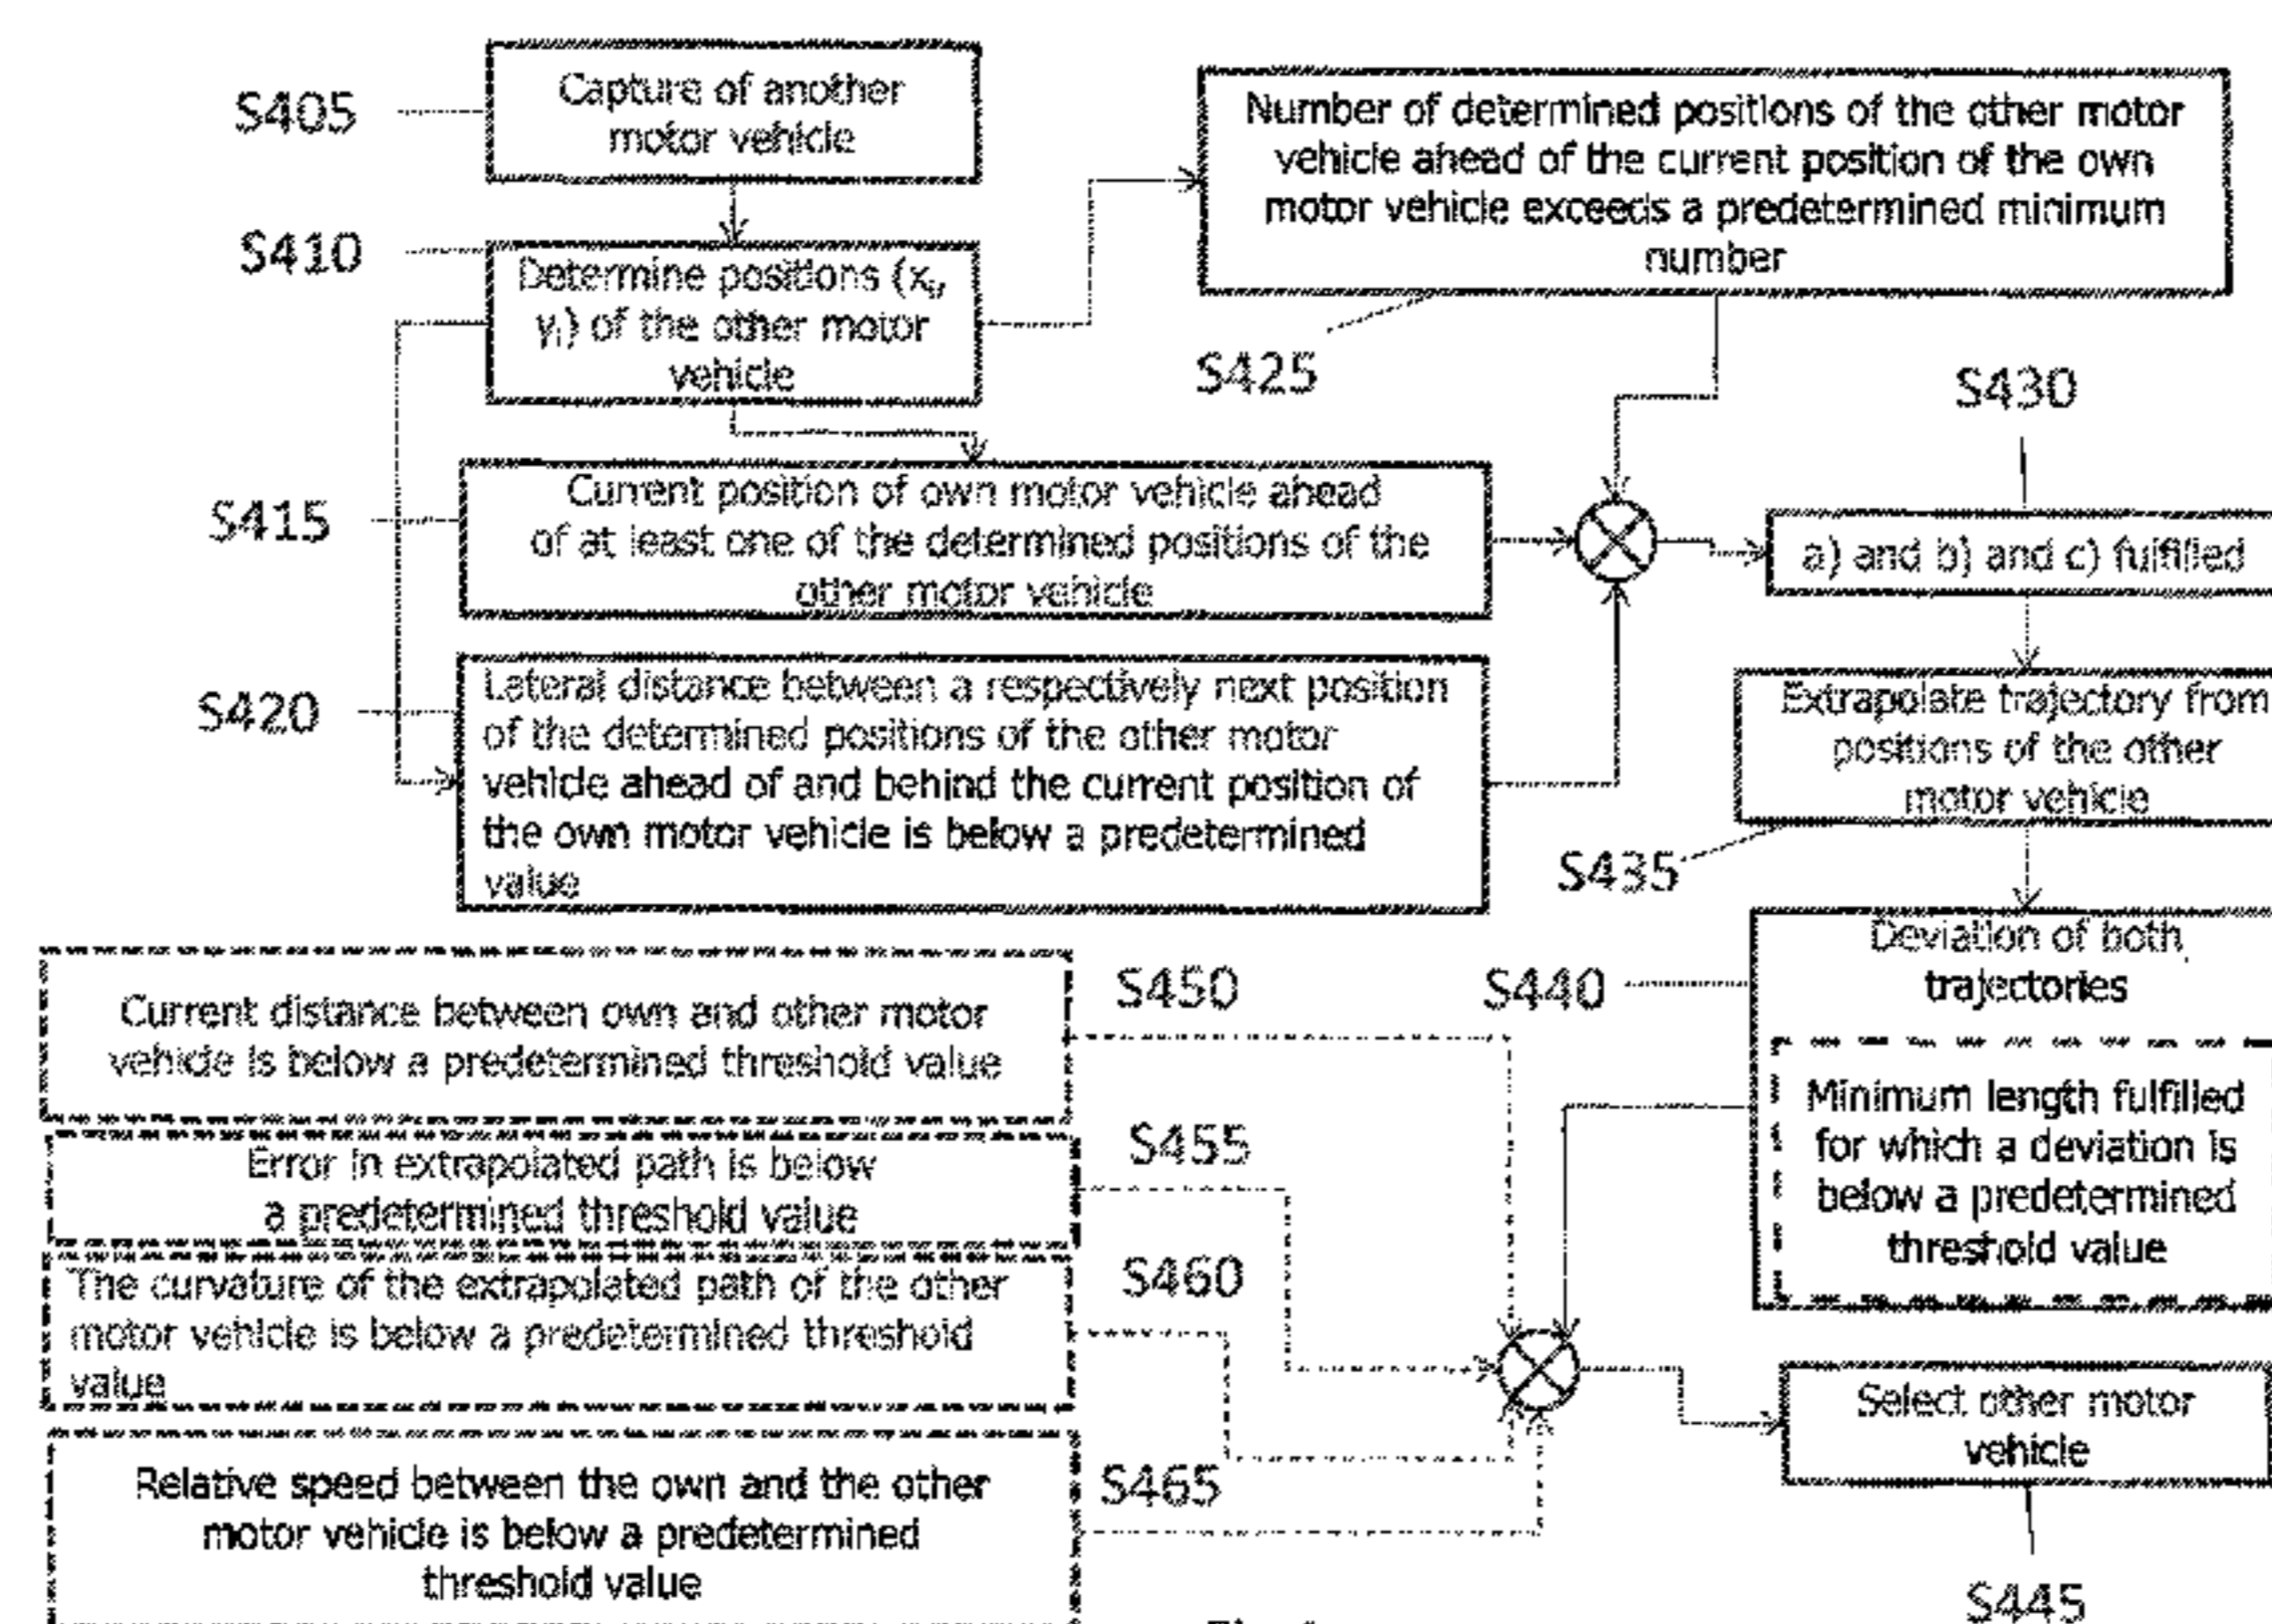 S405
Capture of another
motor vehicle
S410
Determine positions (xᵢ,
yᵢ) of the other motor
vehicle
Number of determined positions of the other motor
vehicle ahead of the current position of the own
motor vehicle exceeds a predetermined minimum
number
S425
S430
S415
Current position of own motor vehicle ahead
of at least one of the determined positions of the
other motor vehicle
a) and b) and c) fulfilled
S420
Lateral distance between a respectively next position
of the determined positions of the other motor
vehicle ahead of and behind the current position of
the own motor vehicle is below a predetermined
value
Extrapolate trajectory from
positions of the other
motor vehicle
S435
S440
Deviation of both
trajectories
Minimum length fulfilled
for which a deviation is
below a predetermined
threshold value
Current distance between own and other motor
vehicle is below a predetermined threshold value
S450
Error in extrapolated path is below
a predetermined threshold value
S455
The curvature of the extrapolated path of the other
motor vehicle is below a predetermined threshold
value
S460
Relative speed between the own and the other
motor vehicle is below a predetermined
threshold value
S465
Select other motor
vehicle
S445